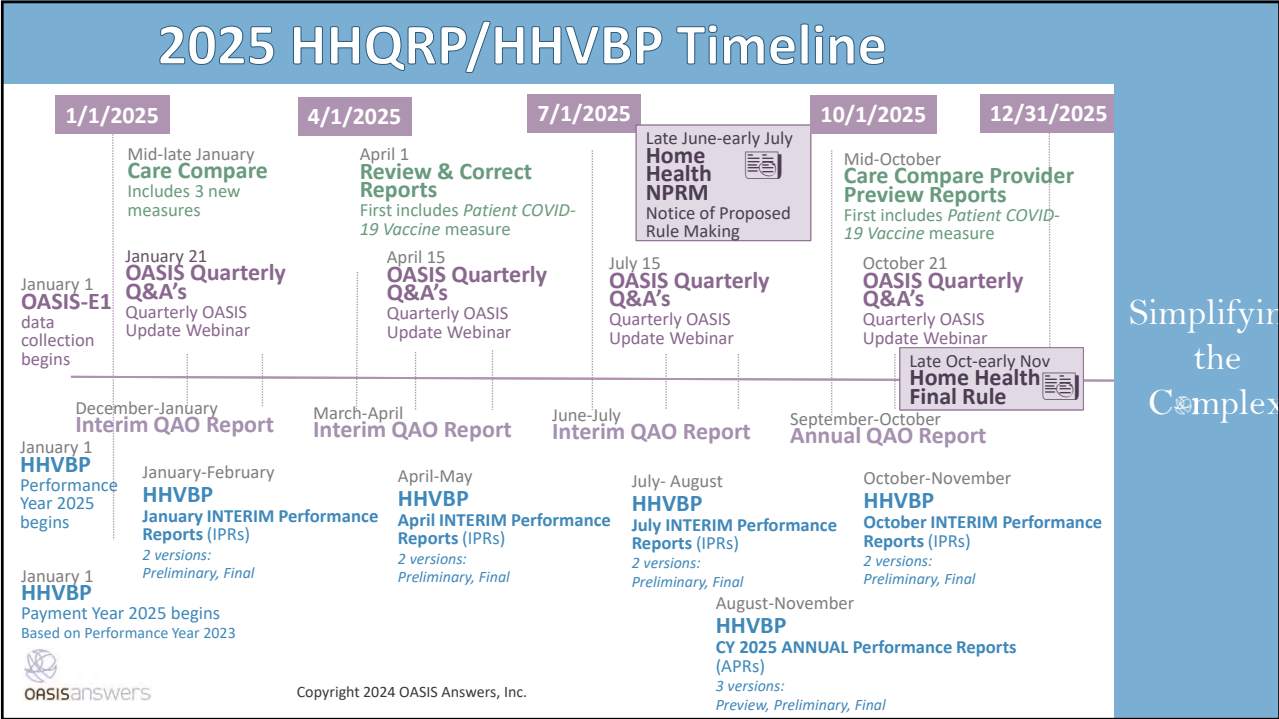 2025 HHQRP/HHVBP Timeline
1/1/2025
4/1/2025
7/1/2025
10/1/2025
12/31/2025
Mid-late January
Care Compare
Includes 3 new
measures
April 1
Review & Correct
Reports
First includes Patient COVID-
19 Vaccine measure
Late June-early July
Home
Health
NPRM
Notice of Proposed
Rule Making
Mid-October
Care Compare Provider
Preview Reports
First includes Patient COVID-
19 Vaccine measure
January 1
OASIS-E1
data
collection
begins
January 21
OASIS Quarterly
Q&A's
Quarterly OASIS
Update Webinar
April 15
OASIS Quarterly
Q&A's
Quarterly OASIS
Update Webinar
July 15
OASIS Quarterly
Q&A's
Quarterly OASIS
Update Webinar
October 21
OASIS Quarterly
Q&A's
Quarterly OASIS
Update Webinar
Late Oct-early Nov
Home Health
Final Rule
December-January
Interim QAO Report
March-April
Interim QAO Report
June-July
Interim QAO Report
September-October
Annual QAO Report
January 1
HHVBP
Performance
Year 2025
begins
January-February
HHVBP
January INTERIM Performance
Reports (IPRs)
2 versions:
Preliminary, Final
April-May
HHVBP
April INTERIM Performance
Reports (IPRs)
2 versions:
Preliminary, Final
July- August
HHVBP
July INTERIM Performance
Reports (IPRs)
2 versions:
Preliminary, Final
October-November
HHVBP
October INTERIM Performance
Reports (IPRs)
2 versions:
Preliminary, Final
January 1
HHVBP
Payment Year 2025 begins
Based on Performance Year 2023
August-November
HHVBP
CY 2025 ANNUAL Performance Reports
(APRs)
3 versions:
Preview, Preliminary, Final
OASISanswers
Copyright 2024 OASIS Answers, Inc.
Simplifyin
the
Complex